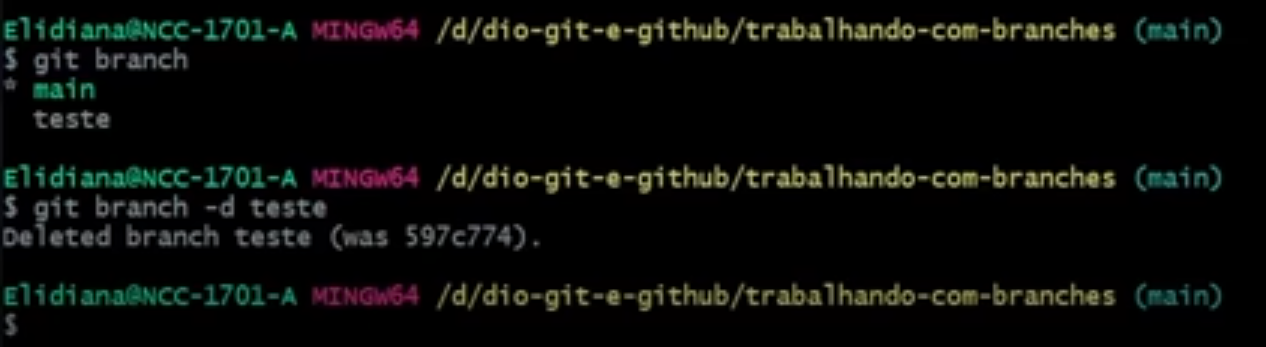 Elidiana@NCC-1701-A MINGW64 /d/dio-git-e-github/trabalhando-com-branches (main)
$ git branch
* main
  teste
Elidiana@NCC-1701-A MINGW64 /d/dio-git-e-github/trabalhando-com-branches (main)
$ git branch -d teste
Deleted branch teste (was 597c774).
Elidiana@NCC-1701-A MINGW64 /d/dio-git-e-github/trabalhando-com-branches (main)
$